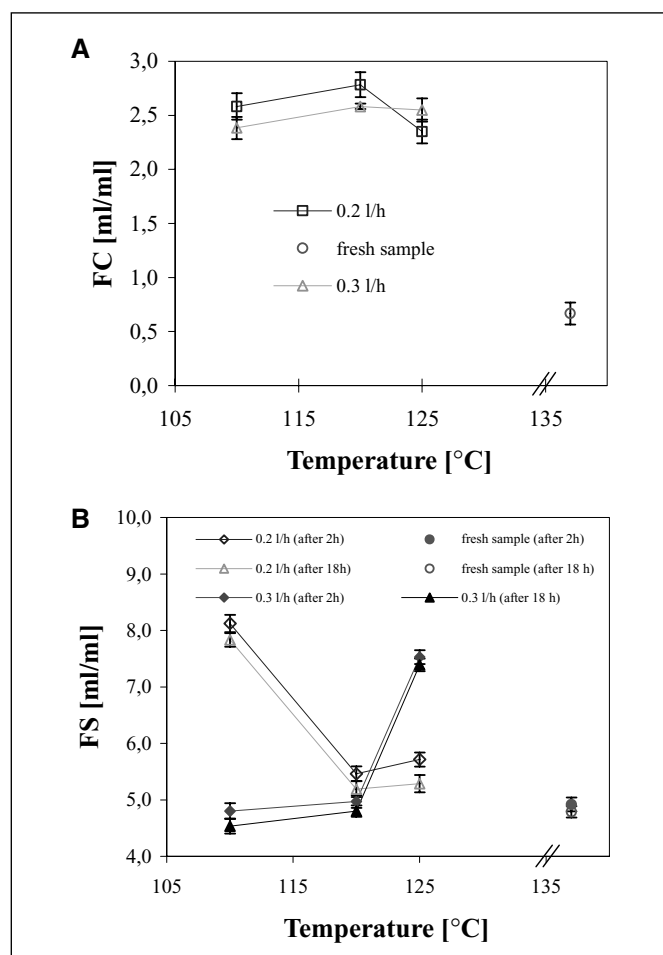 A
3,0
2,5
2,0
1,5
1,0
0,5
0,0
FC [ml/ml]
0.2 l/h
fresh sample
0.3 l/h
105 115 125 135
Temperature [°C]
B
10,0
9,0
8,0
7,0
6,0
5,0
4,0
FS [ml/ml]
0.2 l/h (after 2h) fresh sample (after 2h)
0.2 l/h (after 18h) fresh sample (after 18 h)
0.3 l/h (after 2h) 0.3 l/h (after 18 h)
105 115 125 135
Temperature [°C]